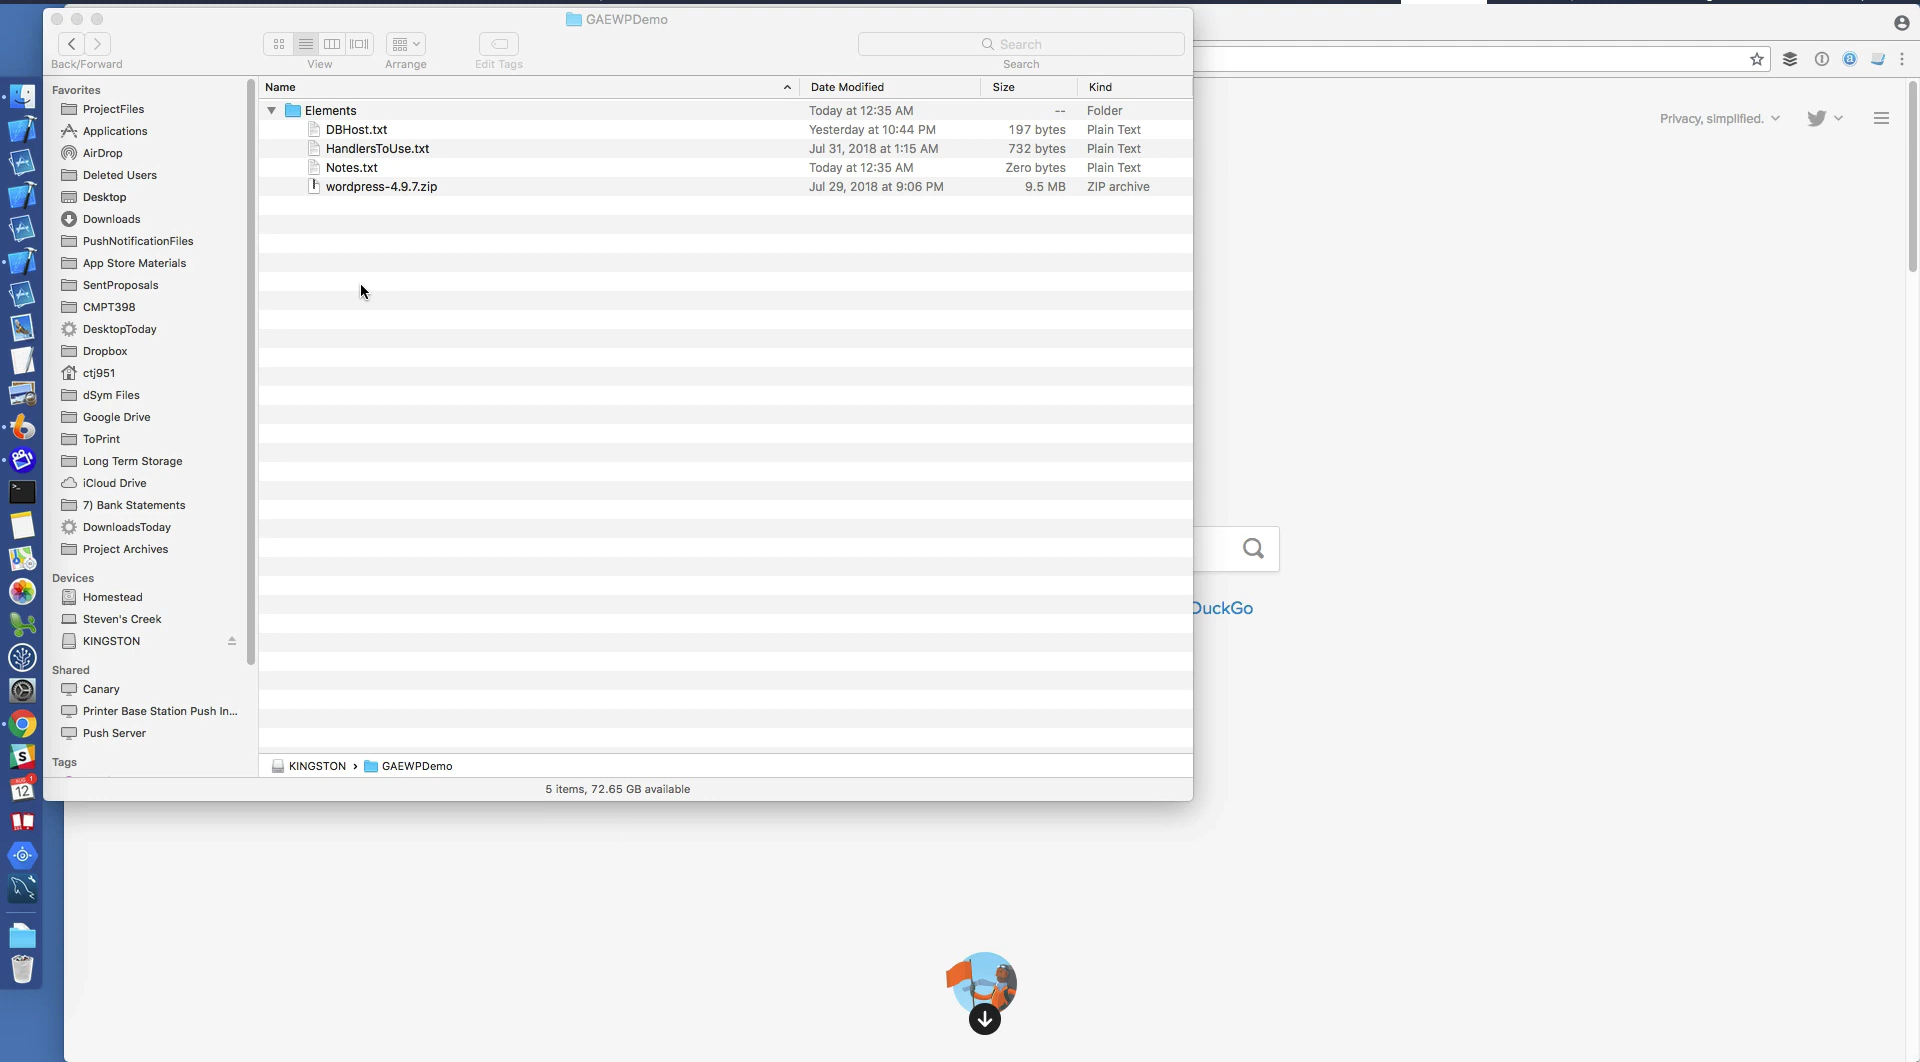 GAEWPDemo
Search
Back/Forward
View
Arrange
Edit Tags
Search
Name
Date Modified
Size
Kind
Favorites
ProjectFiles
Applications
AirDrop
Deleted Users
Desktop
Downloads
PushNotificationFiles
App Store Materials
SentProposals
CMPT398
DesktopToday
Dropbox
ctj951
dSym Files
Google Drive
ToPrint
Long Term Storage
iCloud Drive
7) Bank Statements
DownloadsToday
Project Archives
Devices
Homestead
Steven's Creek
KINGSTON
Shared
Canary
Printer Base Station Push In...
Push Server
Tags
Elements Today at 12:35 AM -- Folder
DBHost.txt Yesterday at 10:44 PM 197 bytes Plain Text
HandlersToUse.txt Jul 31, 2018 at 1:15 AM 732 bytes Plain Text
Notes.txt Today at 12:35 AM Zero bytes Plain Text
wordpress-4.9.7.zip Jul 29, 2018 at 9:06 PM 9.5 MB ZIP archive
KINGSTON › GAEWPDemo
5 items, 72.65 GB available
Privacy, simplified.
DuckGo
12